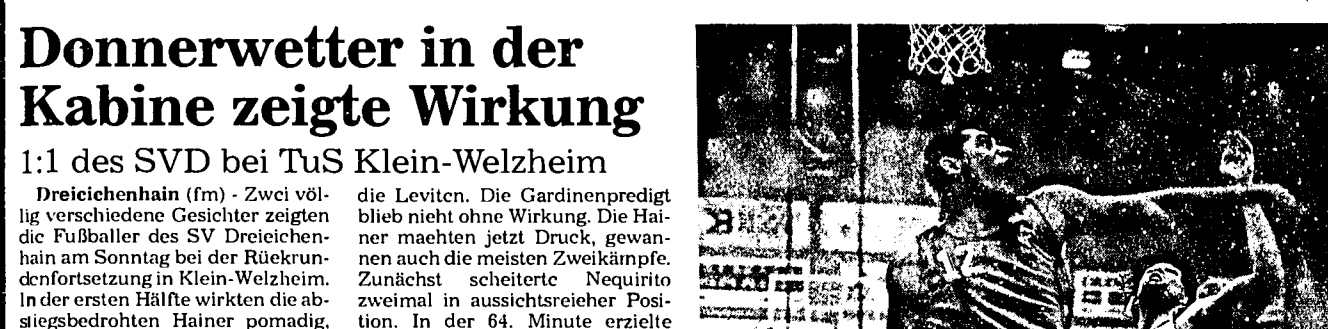 Donnerwetter in der
Kabine zeigte Wirkung
1:1 des SVD bei TuS Klein-Welzheim
Dreieichenhain (fm) - Zwei völ-
lig verschiedene Gesichter zeigten
die Fußballer des SV Dreieichen-
hain am Sonntag bei der Rückrun-
denfortsetzung in Klein-Welzheim.
In der ersten Hälfte wirkten die ab-
stiegsbedrohten Hainer pomadig,
die Leviten. Die Gardinenpredigt
blieb nicht ohne Wirkung. Die Hai-
ner machten jetzt Druck, gewan-
nen auch die meisten Zweikämpfe.
Zunächst scheiterte Nequirito
zweimal in aussichtsreicher Posi-
tion. In der 64. Minute erzielte